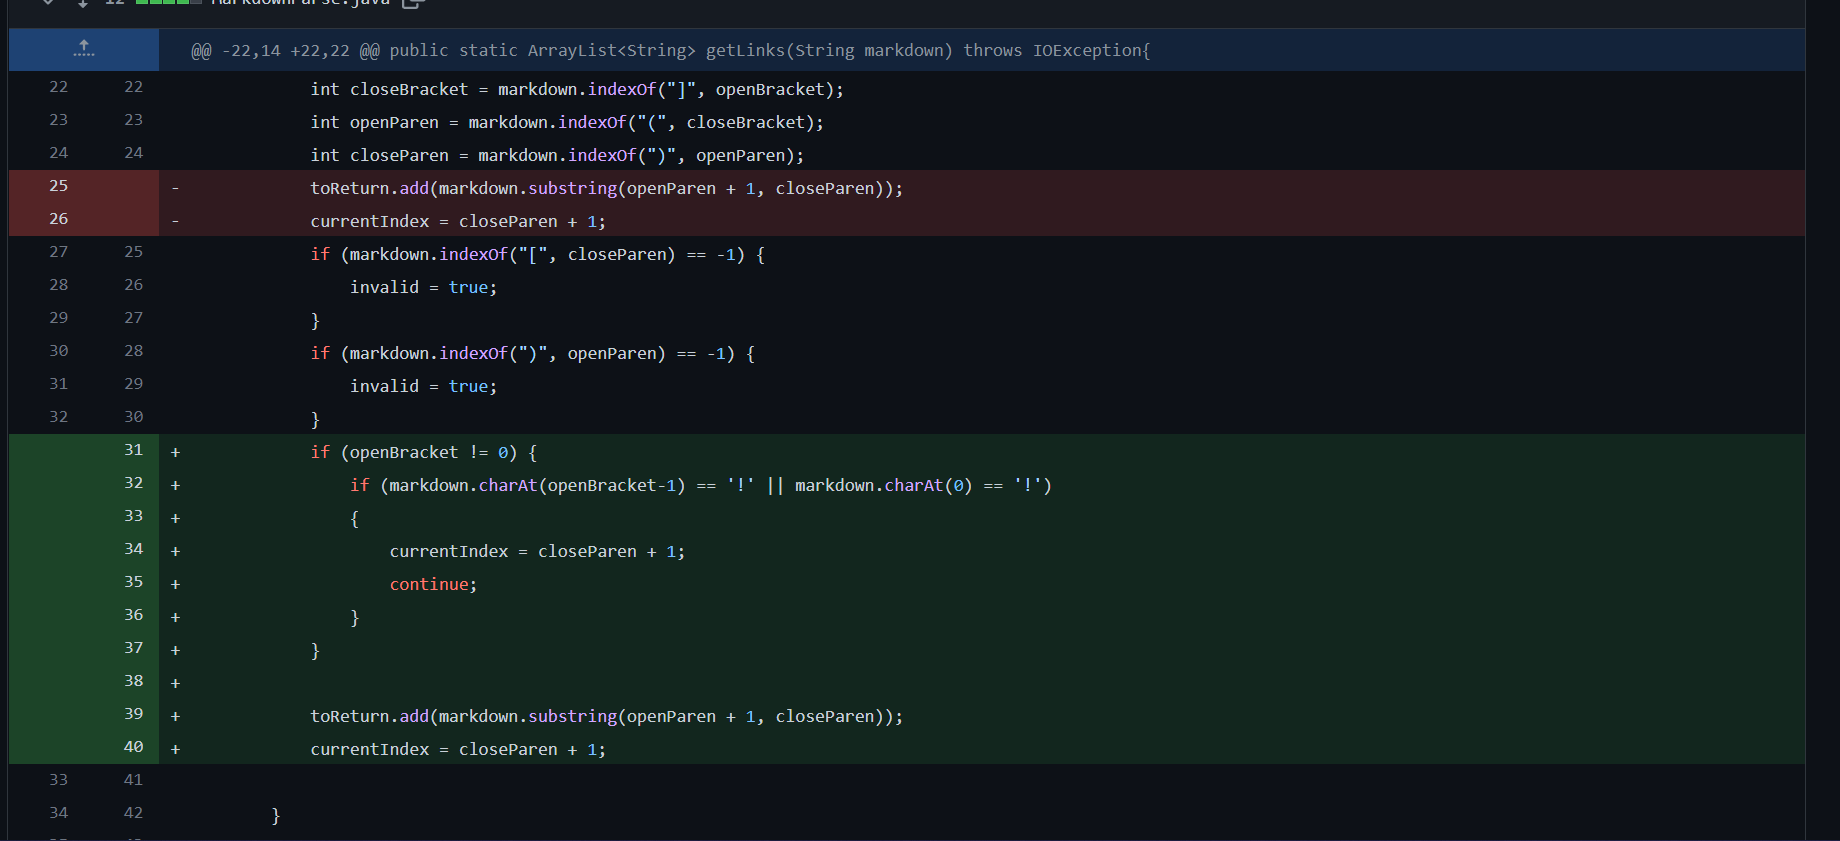 12 MarkdownParse.java
@@ -22,14 +22,22 @@ public static ArrayList<String> getLinks(String markdown) throws IOException{
22 22 int closeBracket = markdown.indexOf("]", openBracket);
23 23 int openParen = markdown.indexOf("(", closeBracket);
24 24 int closeParen = markdown.indexOf(")", openParen);
25 - toReturn.add(markdown.substring(openParen + 1, closeParen));
26 - currentIndex = closeParen + 1;
27 25 if (markdown.indexOf("[", closeParen) == -1) {
28 26 invalid = true;
29 27 }
30 28 if (markdown.indexOf(")", openParen) == -1) {
31 29 invalid = true;
32 30 }
31 + if (openBracket != 0) {
32 + if (markdown.charAt(openBracket-1) == '!' || markdown.charAt(0) == '!')
33 + {
34 + currentIndex = closeParen + 1;
35 + continue;
36 + }
37 + }
38 +
39 + toReturn.add(markdown.substring(openParen + 1, closeParen));
40 + currentIndex = closeParen + 1;
33 41
34 42 }